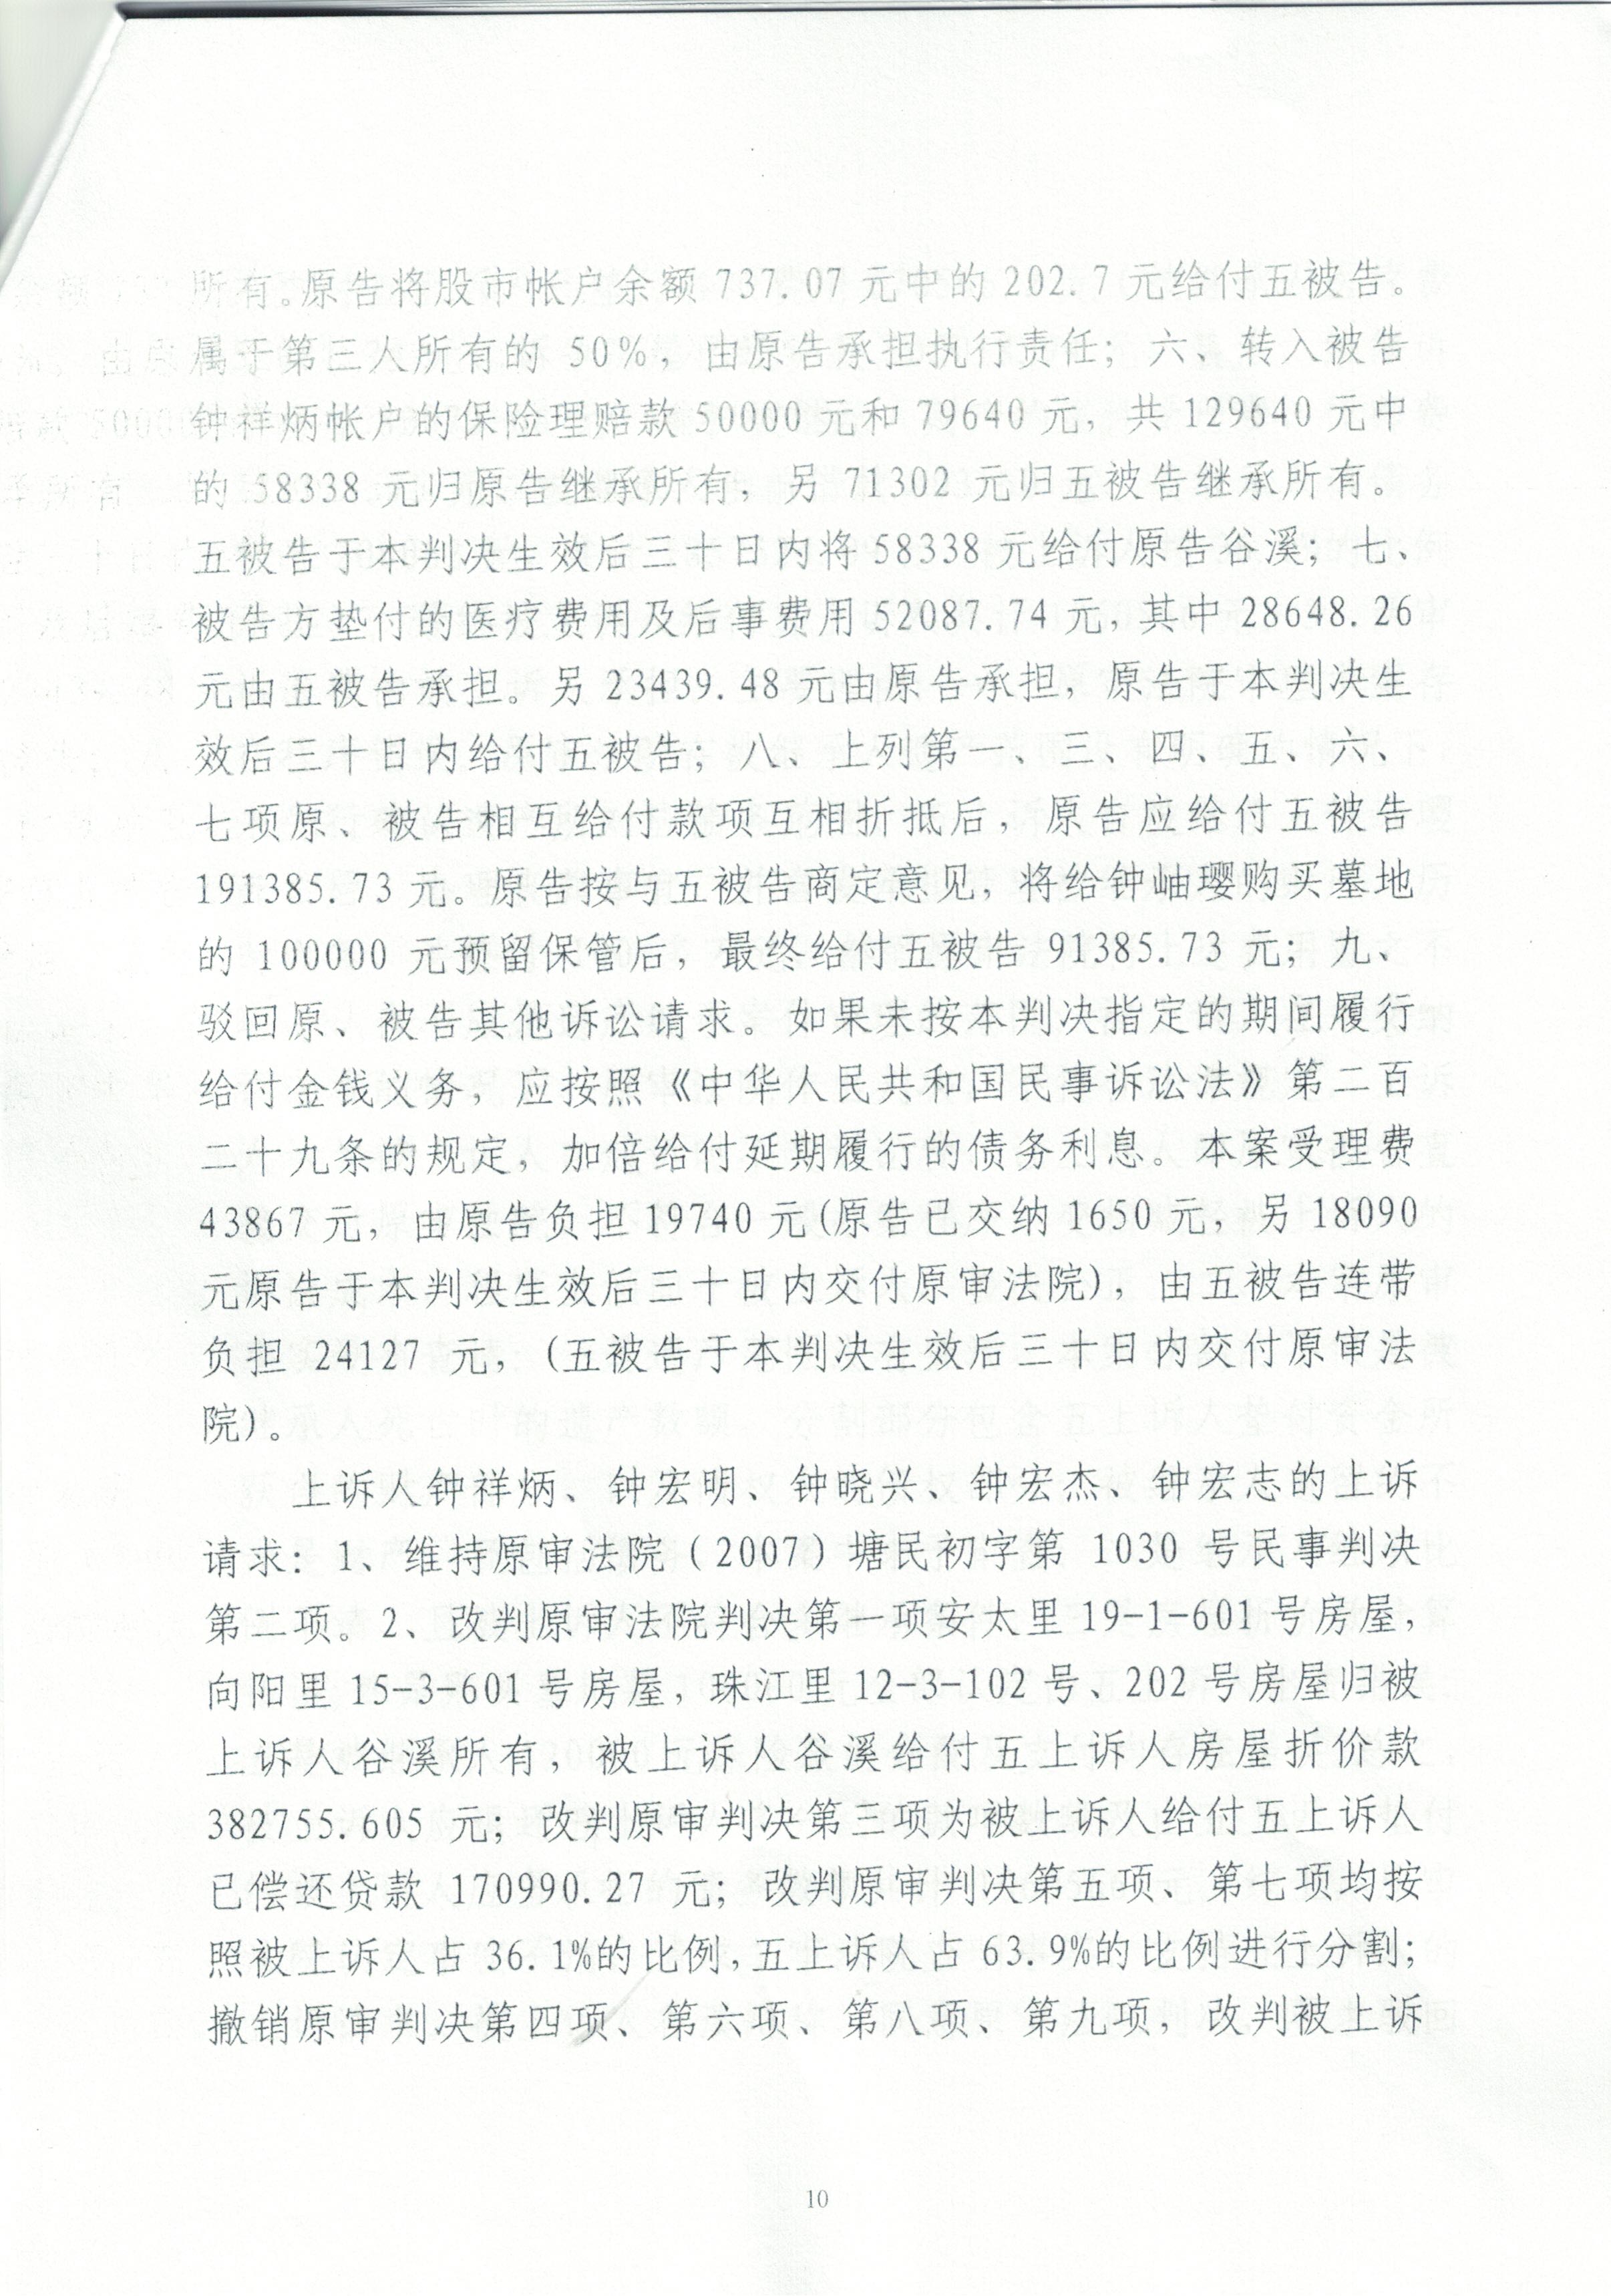 所有。原告将股市帐户余额 737.07 元中的 202.7 元给付五被告。
属于第三人所有的 50%，由原告承担执行责任；六、转入被告
钟祥炳帐户的保险理赔款 50000 元和 79640 元，共 129640 元中
的 58338 元归原告继承所有，另 71302 元归五被告继承所有。
五被告于本判决生效后三十日内将 58338 元给付原告谷溪；七、
被告方垫付的医疗费用及后事费用 52087.74 元，其中 28648.26
元由五被告承担。另 23439.48 元由原告承担，原告于本判决生
效后三十日内给付五被告；八、上列第一、三、四、五、六、
七项原、被告相互给付款项互相折抵后，原告应给付五被告
191385.73 元。原告按与五被告商定意见，将给钟岫璎购买墓地
的 100000 元预留保管后，最终给付五被告 91385.73 元；九、
驳回原、被告其他诉讼请求。如果未按本判决指定的期间履行
给付金钱义务，应按照《中华人民共和国民事诉讼法》第二百
二十九条的规定，加倍给付延期履行的债务利息。本案受理费
43867 元，由原告负担 19740 元(原告已交纳 1650 元，另 18090
元原告于本判决生效后三十日内交付原审法院)，由五被告连带
负担 24127 元，(五被告于本判决生效后三十日内交付原审法
院)。
上诉人钟祥炳、钟宏明、钟晓兴、钟宏杰、钟宏志的上诉
请求：1、维持原审法院（2007）塘民初字第 1030 号民事判决
第二项。2、改判原审法院判决第一项安太里 19-1-601 号房屋，
向阳里 15-3-601 号房屋，珠江里 12-3-102 号、202 号房屋归被
上诉人谷溪所有，被上诉人谷溪给付五上诉人房屋折价款
382755.605 元；改判原审判决第三项为被上诉人给付五上诉人
已偿还贷款 170990.27 元；改判原审判决第五项、第七项均按
照被上诉人占 36.1%的比例，五上诉人占 63.9%的比例进行分割；
撤销原审判决第四项、第六项、第八项、第九项，改判被上诉
10